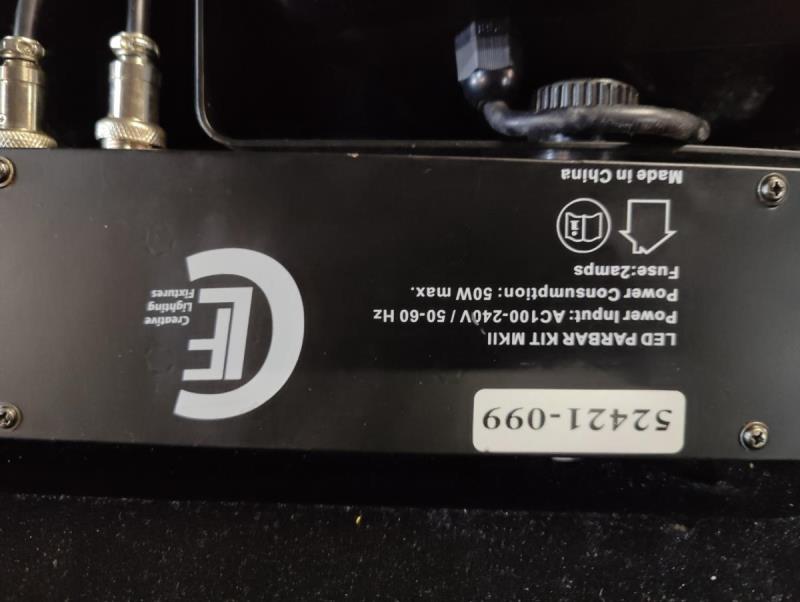 52421-099
LED PARBAR KIT MKII
Power Input: AC100-240V / 50-60 Hz
Power Consumption: 50W max.
Fuse:2amps
Made in China
CLF
Creative
Lighting
Fixtures